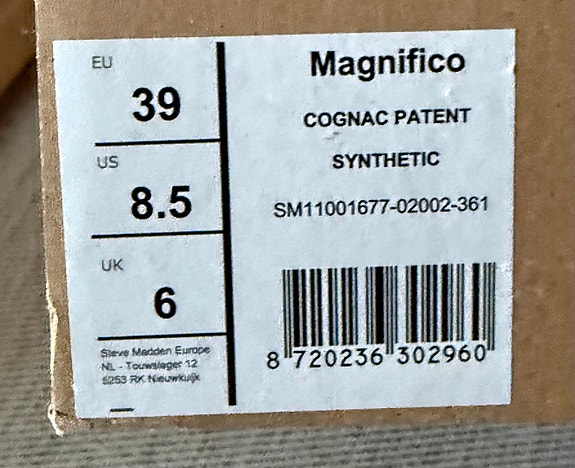 EU
39
US
8.5
UK
6
Steve Madden Europe
NL - Touwslager 12
5253 RK Nieuwkuijk
Magnifico
COGNAC PATENT
SYNTHETIC
SM11001677-02002-361
8 720236 302960